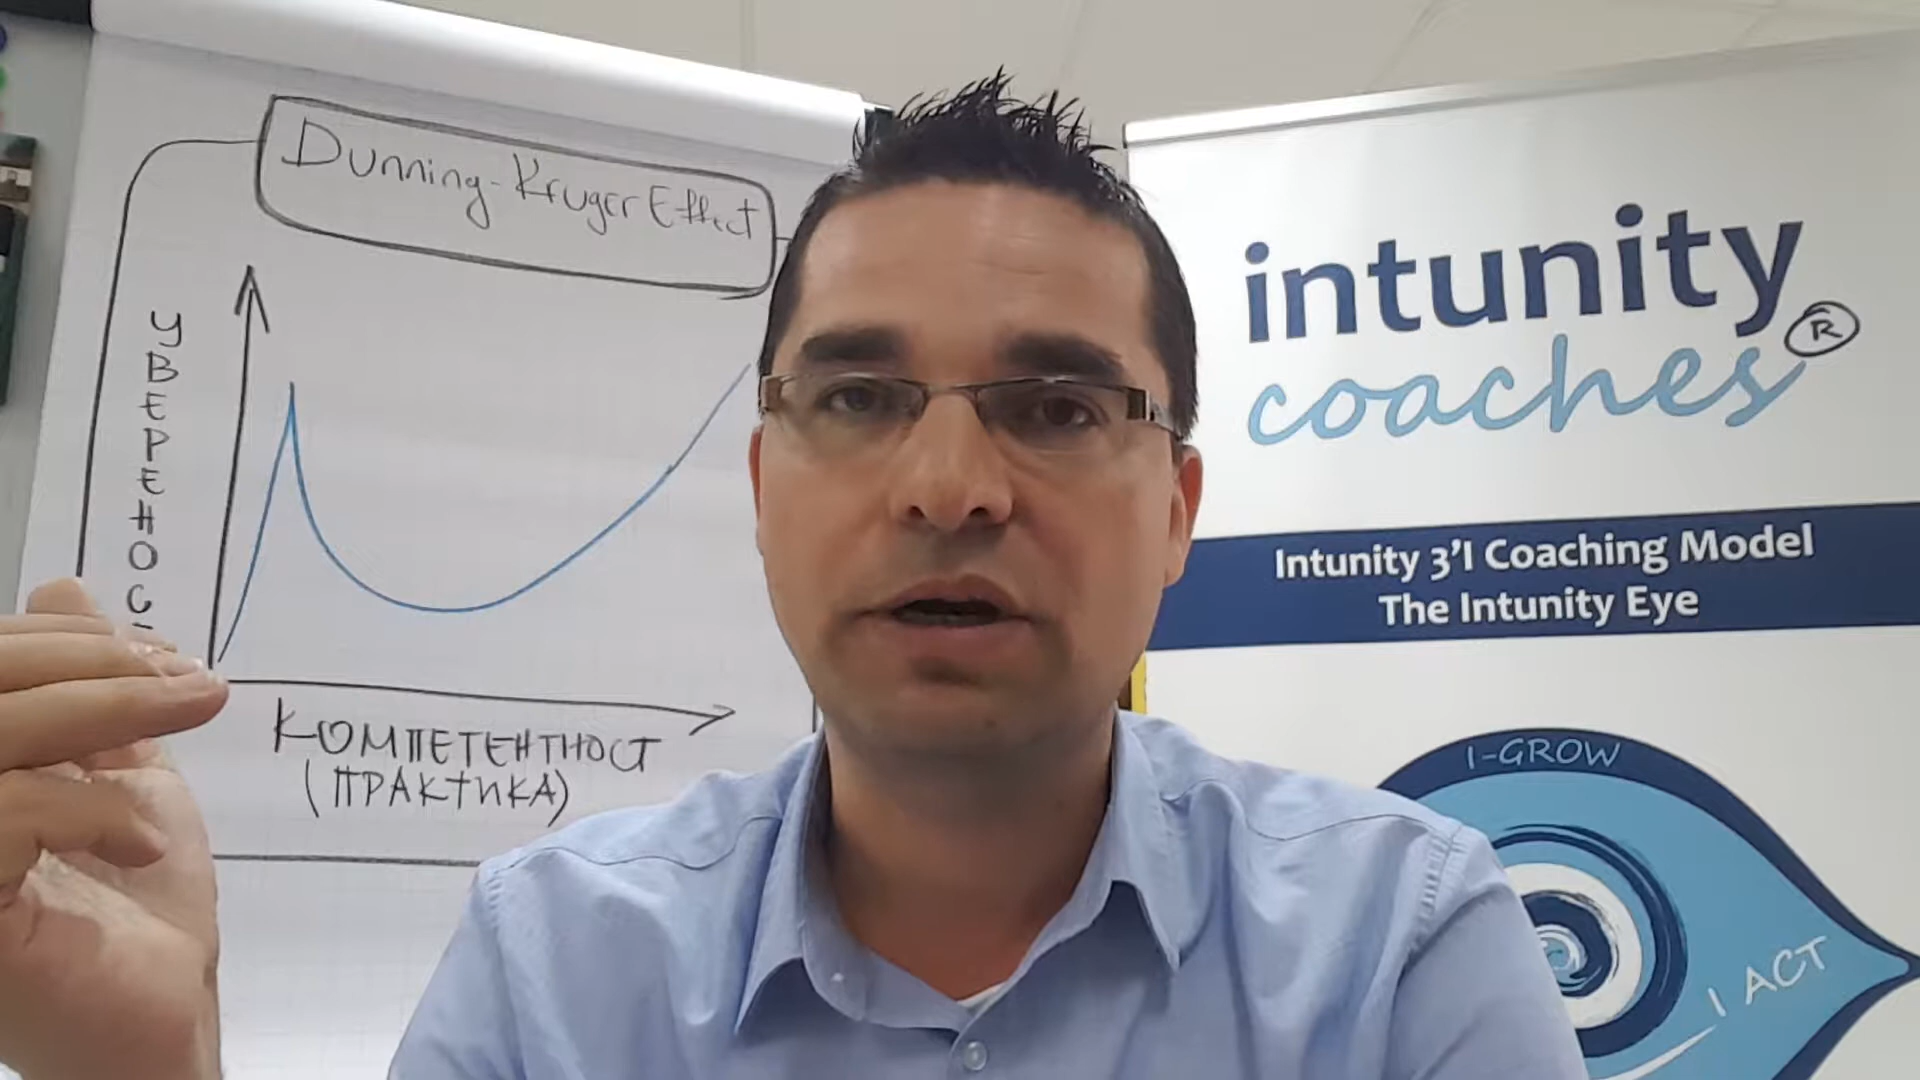 Dunning-Kruger Effect
УВЕРЕНОС
КОМПЕТЕНТНОСТ
(ПРАКТИКА)
intunity
coaches ®
Intunity 3'I Coaching Model
The Intunity Eye
I-GROW
I ACT